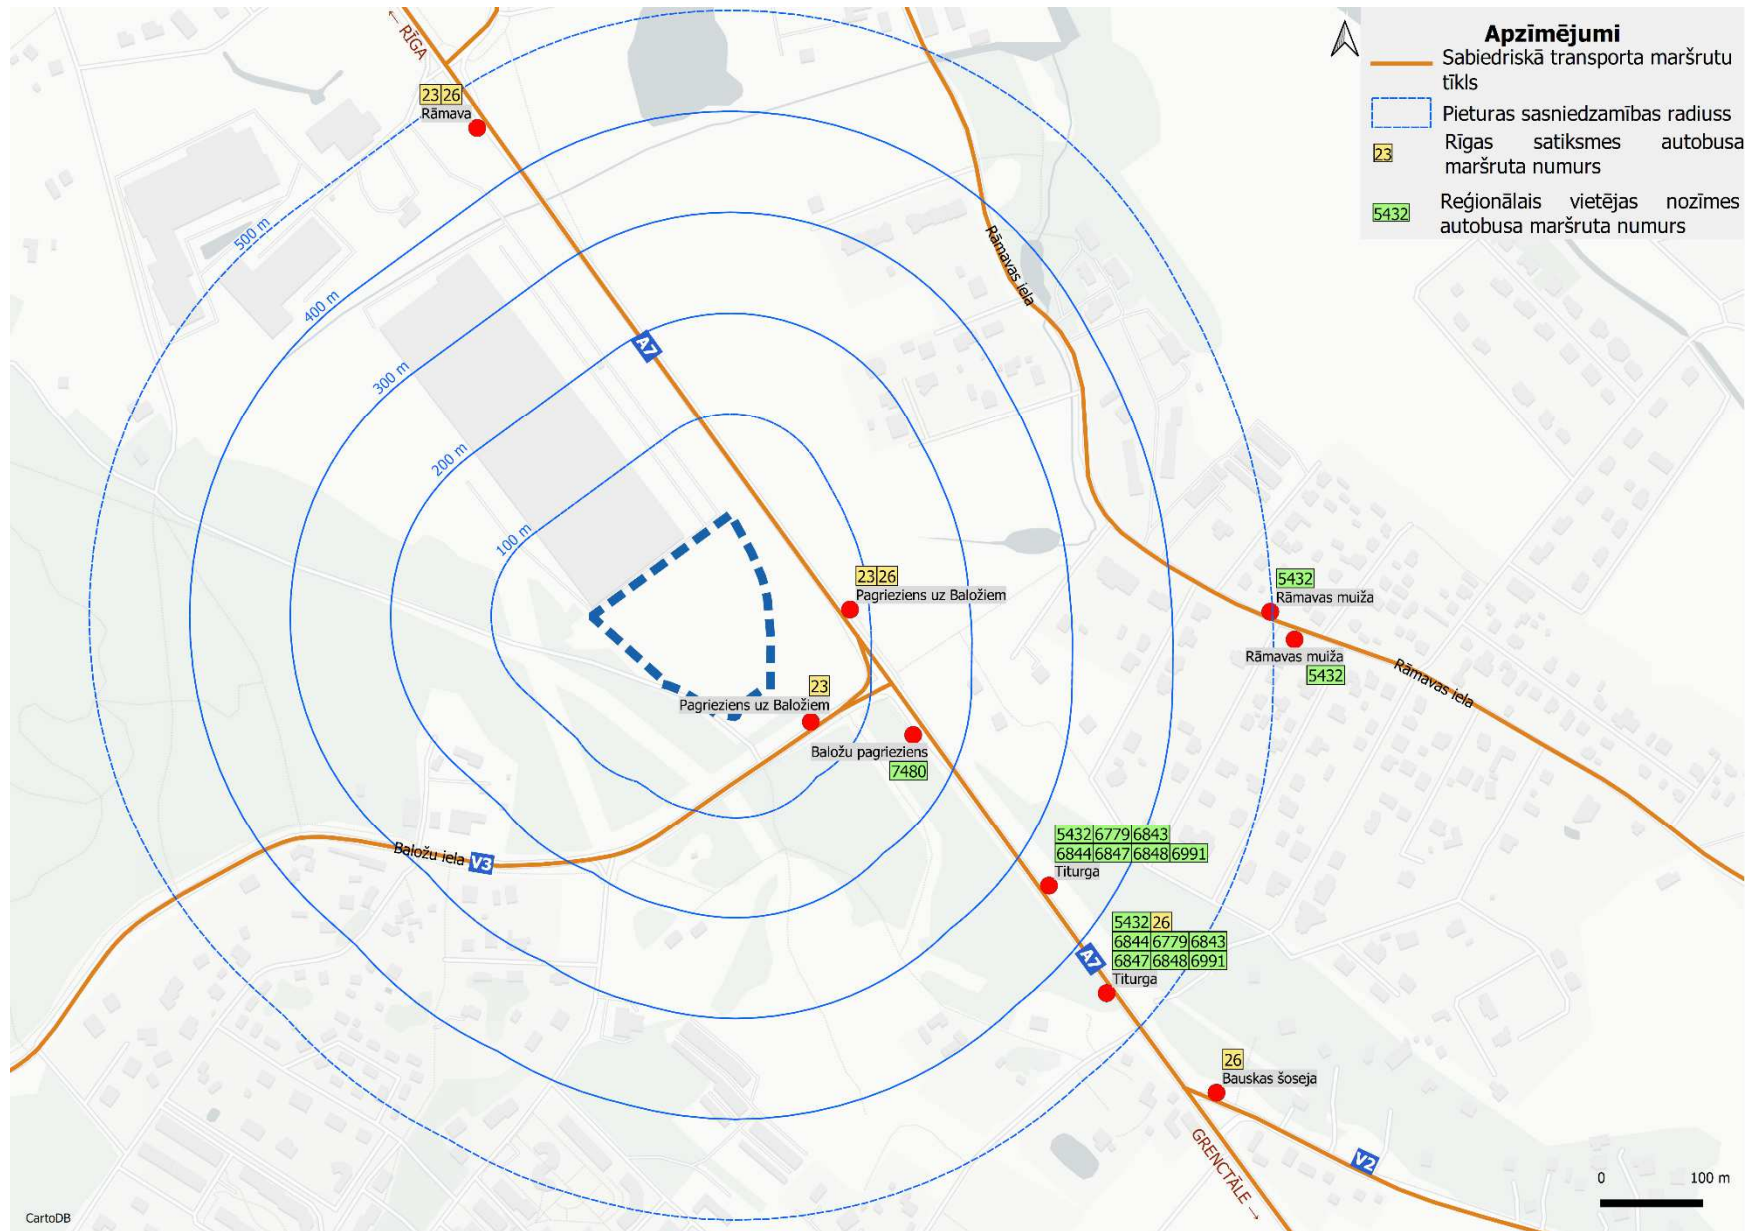 ← RĪGA
Apzīmējumi
Sabiedriskā transporta maršrutu
tīkls
Pieturas sasniedzamības radiuss
23
Rīgas satiksmes autobusa
maršruta numurs
5432
Reģionālais vietējas nozīmes
autobusa maršruta numurs
23 26
Rāmava
500 m
400 m
300 m
200 m
100 m
A7
Rāmavas iela
23 26
Pagrieziens uz Baložiem
5432
Rāmavas muiža
Rāmavas muiža
5432
Rāmavas iela
23
Pagrieziens uz Baložiem
Baložu pagrieziens
7480
5432 6779 6843
6844 6847 6848 6991
Titurga
Baložu iela
V3
5432 26
6844 6779 6843
6847 6848 6991
Titurga
A7
26
Bauskas šoseja
GRENCTĀLE →
V2
0 100 m
CartoDB